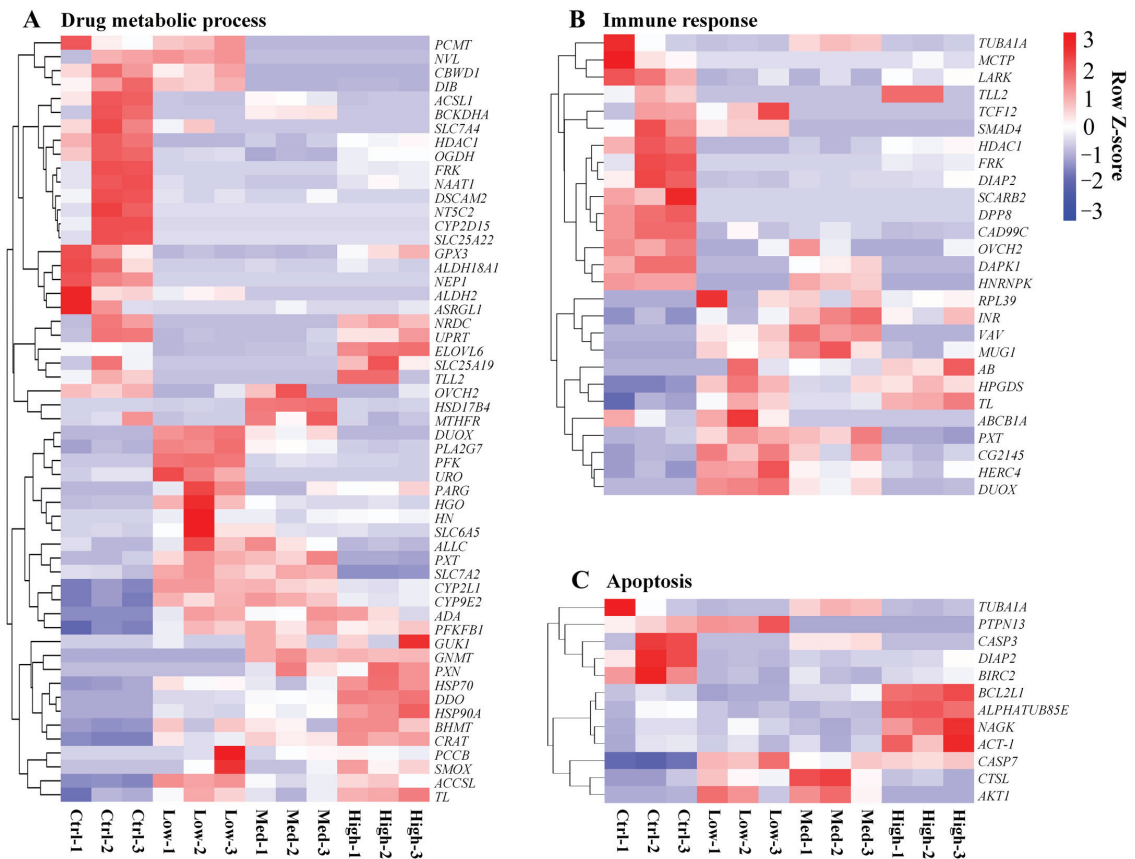 A Drug metabolic process
PCMT
NVL
CBWD1
DIB
ACSL1
BCKDHA
SLC7A4
HDAC1
OGDH
FRK
NAAT1
DSCAM2
NT5C2
CYP2D15
SLC25A22
GPX3
ALDH18A1
NEP1
ALDH2
ASRGL1
NRDC
UPRT
ELOVL6
SLC25A19
TLL2
OVCH2
HSD17B4
MTHFR
DUOX
PLA2G7
PFK
URO
PARG
HGO
HN
SLC6A5
ALLC
PXT
SLC7A2
CYP2L1
CYP9E2
ADA
PFKFB1
GUK1
GNMT
PXN
HSP70
DDO
HSP90A
BHMT
CRAT
PCCB
SMOX
ACCSL
TL
Ctrl-1 Ctrl-2 Ctrl-3 Low-1 Low-2 Low-3 Med-1 Med-2 Med-3 High-1 High-2 High-3
B Immune response
TUBA1A
MCTP
LARK
TLL2
TCF12
SMAD4
HDAC1
FRK
DIAP2
SCARB2
DPP8
CAD99C
OVCH2
DAPK1
HNRNPK
RPL39
INR
VAV
MUG1
AB
HPGDS
TL
ABCB1A
PXT
CG2145
HERC4
DUOX
3
2
1
0
−1
−2
−3
Row Z-score
C Apoptosis
TUBA1A
PTPN13
CASP3
DIAP2
BIRC2
BCL2L1
ALPHATUB85E
NAGK
ACT-1
CASP7
CTSL
AKT1
Ctrl-1 Ctrl-2 Ctrl-3 Low-1 Low-2 Low-3 Med-1 Med-2 Med-3 High-1 High-2 High-3